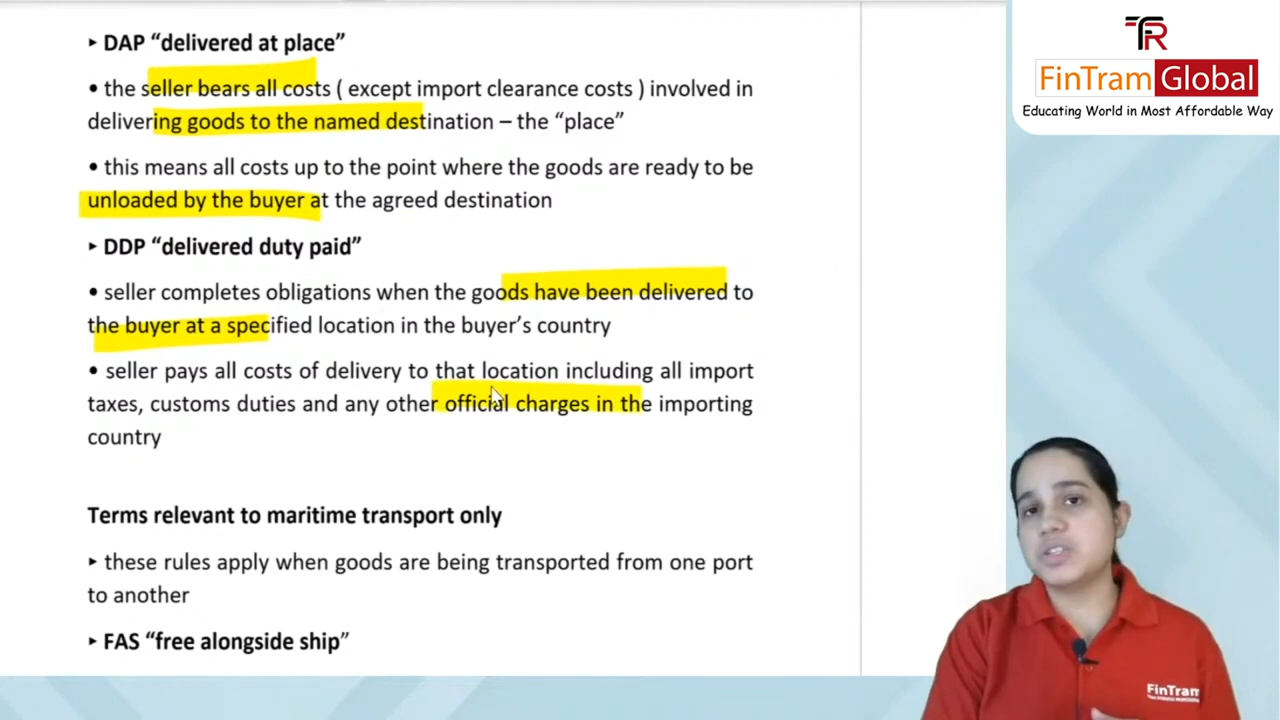 ▸ DAP “delivered at place”
• the seller bears all costs ( except import clearance costs ) involved in
delivering goods to the named destination – the “place”
• this means all costs up to the point where the goods are ready to be
unloaded by the buyer at the agreed destination
▸ DDP “delivered duty paid”
• seller completes obligations when the goods have been delivered to
the buyer at a specified location in the buyer’s country
• seller pays all costs of delivery to that location including all import
taxes, customs duties and any other official charges in the importing
country
Terms relevant to maritime transport only
▸ these rules apply when goods are being transported from one port
to another
▸ FAS “free alongside ship”
TR
FinTram Global
Educating World in Most Affordable Way
FinTram